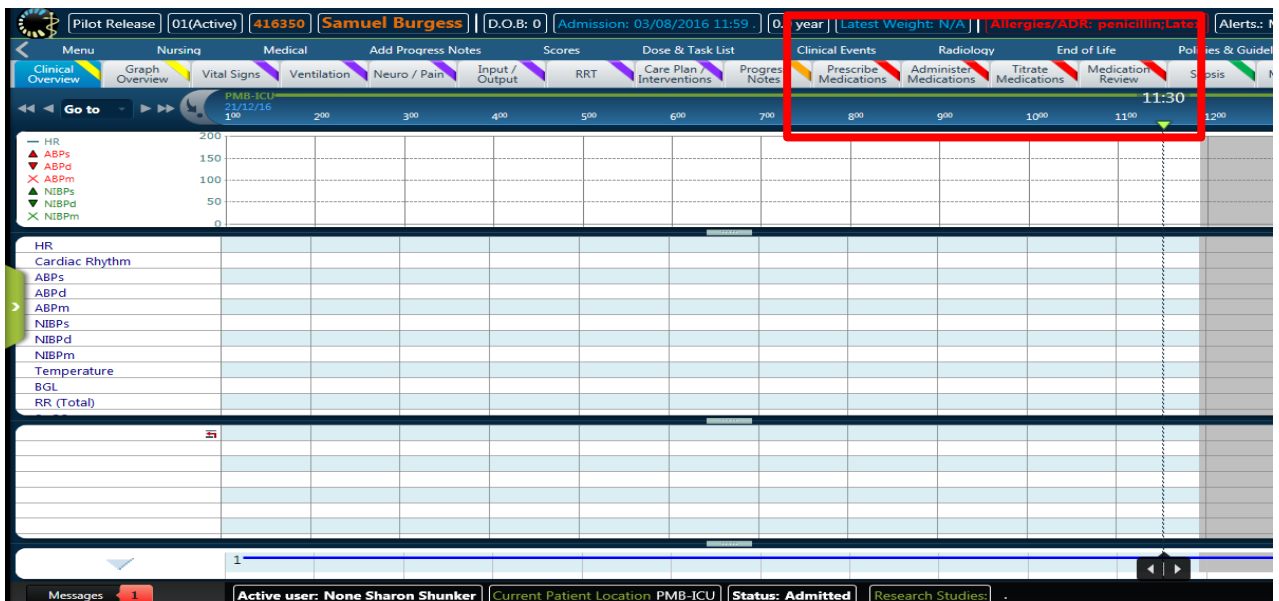 Pilot Release 01(Active) 416350 Samuel Burgess D.O.B: 0 Admission: 03/08/2016 11:59 . 0. year Latest Weight: N/A Allergies/ADR: penicillin;Latex Alerts.:
Menu Nursing Medical Add Progress Notes Scores Dose & Task List Clinical Events Radiology End of Life Policies & Guidel
Clinical Overview Graph Overview Vital Signs Ventilation Neuro / Pain Input / Output RRT Care Plan / Interventions Progress Notes Prescribe Medications Administer Medications Titrate Medications Medication Review Sepsis
Go to PMB-ICU 11:30
21/12/16
1⁰⁰ 2⁰⁰ 3⁰⁰ 4⁰⁰ 5⁰⁰ 6⁰⁰ 7⁰⁰ 8⁰⁰ 9⁰⁰ 10⁰⁰ 11⁰⁰ 12⁰⁰
HR 200
ABPs 150
ABPd
ABPm 100
NIBPs
NIBPd 50
NIBPm 0
HR
Cardiac Rhythm
ABPs
ABPd
ABPm
NIBPs
NIBPd
NIBPm
Temperature
BGL
RR (Total)
1
Messages 1 Active user: None Sharon Shunker Current Patient Location PMB-ICU Status: Admitted Research Studies: .